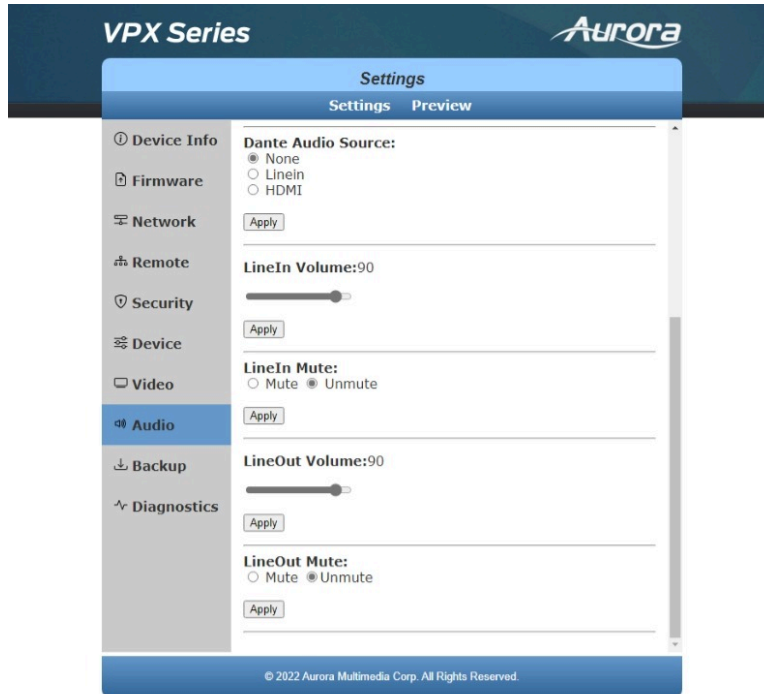 VPX Series
Aurora
Settings
Settings Preview
Device Info
Firmware
Network
Remote
Security
Device
Video
Audio
Backup
Diagnostics
Dante Audio Source:
None
Linein
HDMI
Apply
LineIn Volume:90
Apply
LineIn Mute:
Mute Unmute
Apply
LineOut Volume:90
Apply
LineOut Mute:
Mute Unmute
Apply
© 2022 Aurora Multimedia Corp. All Rights Reserved.